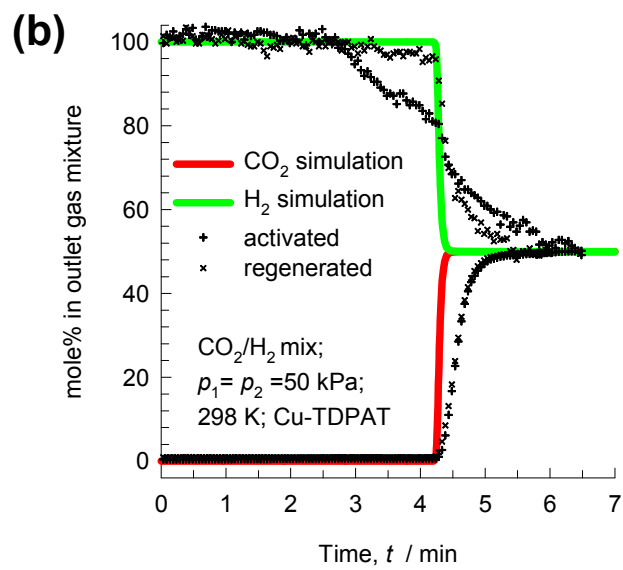 (b)
mole% in outlet gas mixture
100
80
60
40
20
0
CO₂ simulation
H₂ simulation
activated
regenerated
CO₂/H₂ mix;
p₁= p₂ =50 kPa;
298 K; Cu-TDPAT
0 1 2 3 4 5 6 7
Time, t / min